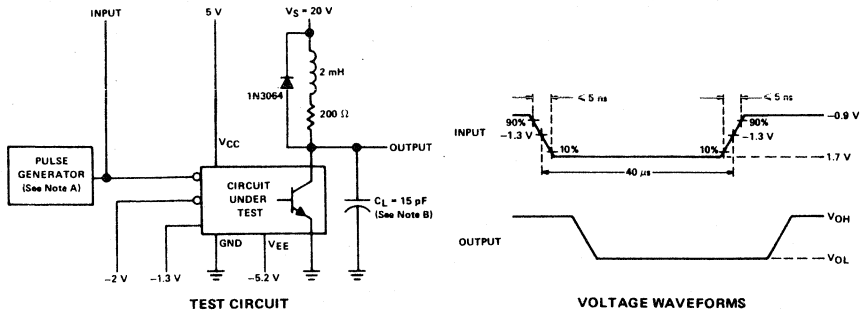 INPUT
5 V
VS = 20 V
2 mH
1N3064
200 Ω
OUTPUT
VCC
PULSE
GENERATOR
(See Note A)
CIRCUIT
UNDER
TEST
CL = 15 pF
(See Note B)
GND
VEE
–2 V
–1.3 V
–5.2 V
TEST CIRCUIT
≤ 5 ns
≤ 5 ns
INPUT
90%
–1.3 V
10%
40 μs
10%
90%
–1.3 V
–0.9 V
1.7 V
OUTPUT
VOH
VOL
VOLTAGE WAVEFORMS